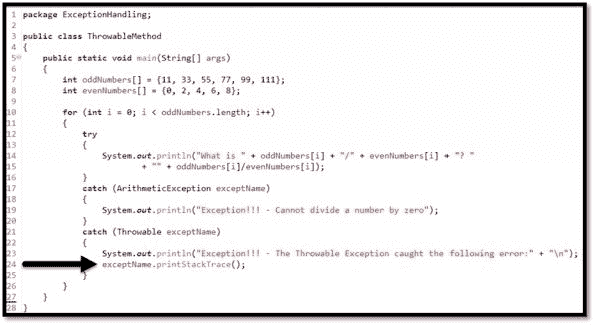 1 package ExceptionHandling;
2
3 public class ThrowableMethod
4 {
5 public static void main(String[] args)
6 {
7 int oddNumbers[] = {11, 33, 55, 77, 99, 111};
8 int evenNumbers[] = {0, 2, 4, 6, 8};
9
10 for (int i = 0; i < oddNumbers.length; i++)
11 {
12 try
13 {
14 System.out.println("What is " + oddNumbers[i] + "/" + evenNumbers[i] + "? "
15 + "" + oddNumbers[i]/evenNumbers[i]);
16 }
17 catch (ArithmeticException exceptName)
18 {
19 System.out.println("Exception!!! - Cannot divide a number by zero");
20 }
21 catch (Throwable exceptName)
22 {
23 System.out.println("Exception!!! - The Throwable Exception caught the following error:" + "\n");
24 exceptName.printStackTrace();
25 }
26 }
27 }
28 }